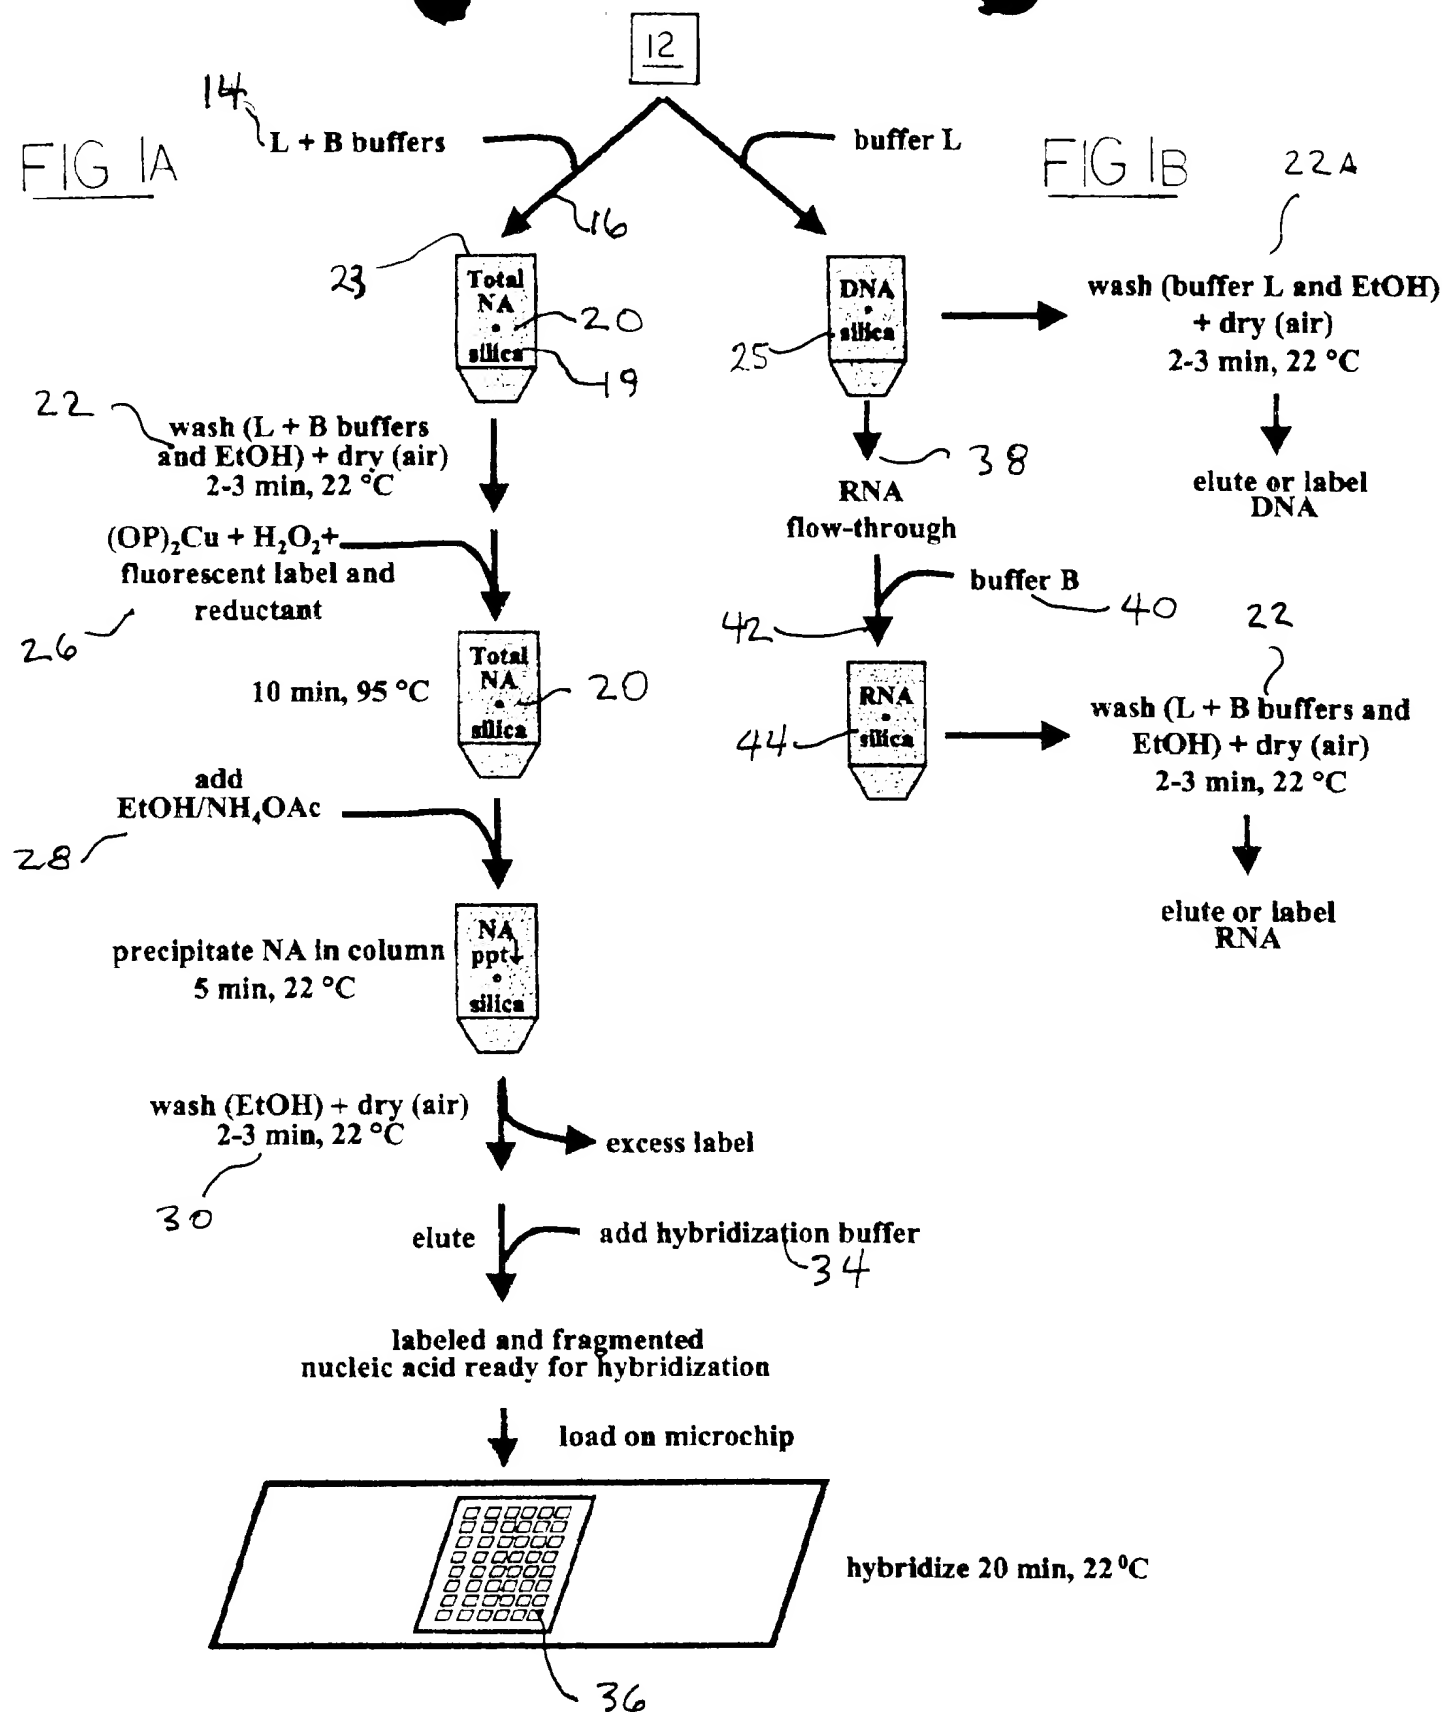 12
14
L + B buffers
buffer L
FIG 1A
FIG 1B
22A
16
23
Total
NA
•
silica
20
19
DNA
•
silica
25
wash (buffer L and EtOH)
+ dry (air)
2-3 min, 22 °C
22
wash (L + B buffers
and EtOH) + dry (air)
2-3 min, 22 °C
38
RNA
flow-through
elute or label
DNA
(OP)₂Cu + H₂O₂+
fluorescent label and
reductant
26
buffer B
40
42
22
Total
NA
•
silica
20
10 min, 95 °C
RNA
•
silica
44
wash (L + B buffers and
EtOH) + dry (air)
2-3 min, 22 °C
add
EtOH/NH₄OAc
28
elute or label
RNA
precipitate NA in column
5 min, 22 °C
NA
ppt↓
•
silica
wash (EtOH) + dry (air)
2-3 min, 22 °C
30
excess label
elute
add hybridization buffer
34
labeled and fragmented
nucleic acid ready for hybridization
load on microchip
hybridize 20 min, 22 ⁰C
36